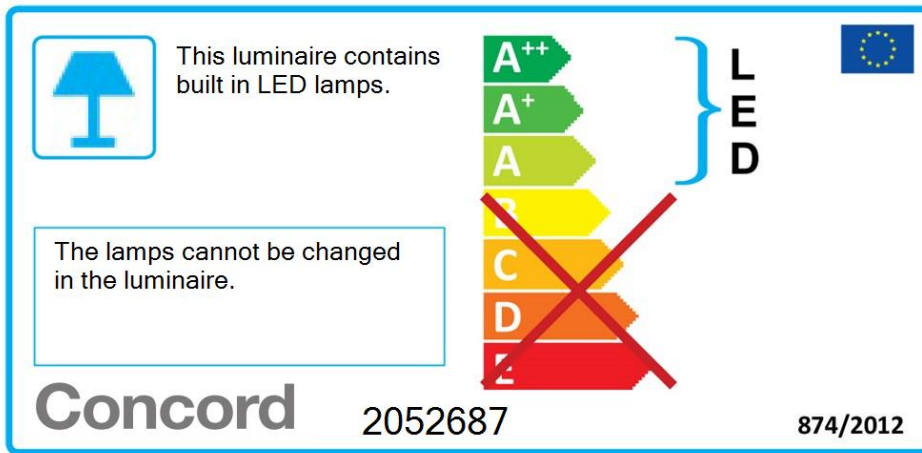 This luminaire contains
built in LED lamps.
The lamps cannot be changed
in the luminaire.
A++
A+
A
B
C
D
E
L
E
D
Concord
2052687
874/2012